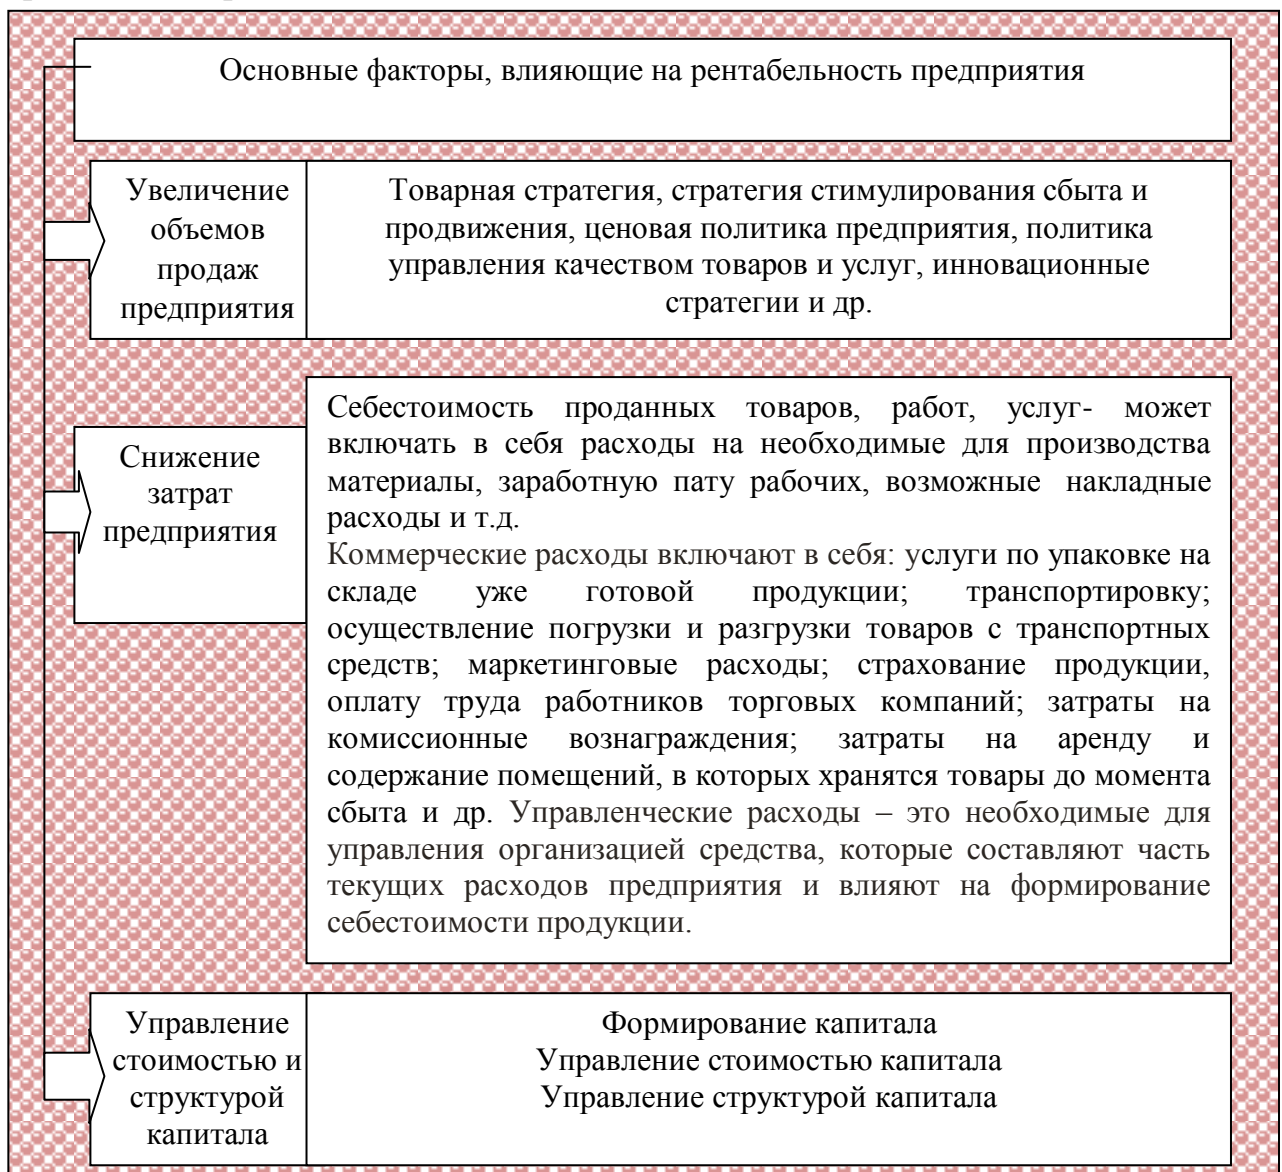 Основные факторы, влияющие на рентабельность предприятия
Увеличение
объемов
продаж
предприятия
Товарная стратегия, стратегия стимулирования сбыта и
продвижения, ценовая политика предприятия, политика
управления качеством товаров и услуг, инновационные
стратегии и др.
Снижение
затрат
предприятия
Себестоимость проданных товаров, работ, услуг- может
включать в себя расходы на необходимые для производства
материалы, заработную пату рабочих, возможные накладные
расходы и т.д.
Коммерческие расходы включают в себя: услуги по упаковке на
складе уже готовой продукции; транспортировку;
осуществление погрузки и разгрузки товаров с транспортных
средств; маркетинговые расходы; страхование продукции,
оплату труда работников торговых компаний; затраты на
комиссионные вознаграждения; затраты на аренду и
содержание помещений, в которых хранятся товары до момента
сбыта и др. Управленческие расходы – это необходимые для
управления организацией средства, которые составляют часть
текущих расходов предприятия и влияют на формирование
себестоимости продукции.
Управление
стоимостью и
структурой
капитала
Формирование капитала
Управление стоимостью капитала
Управление структурой капитала